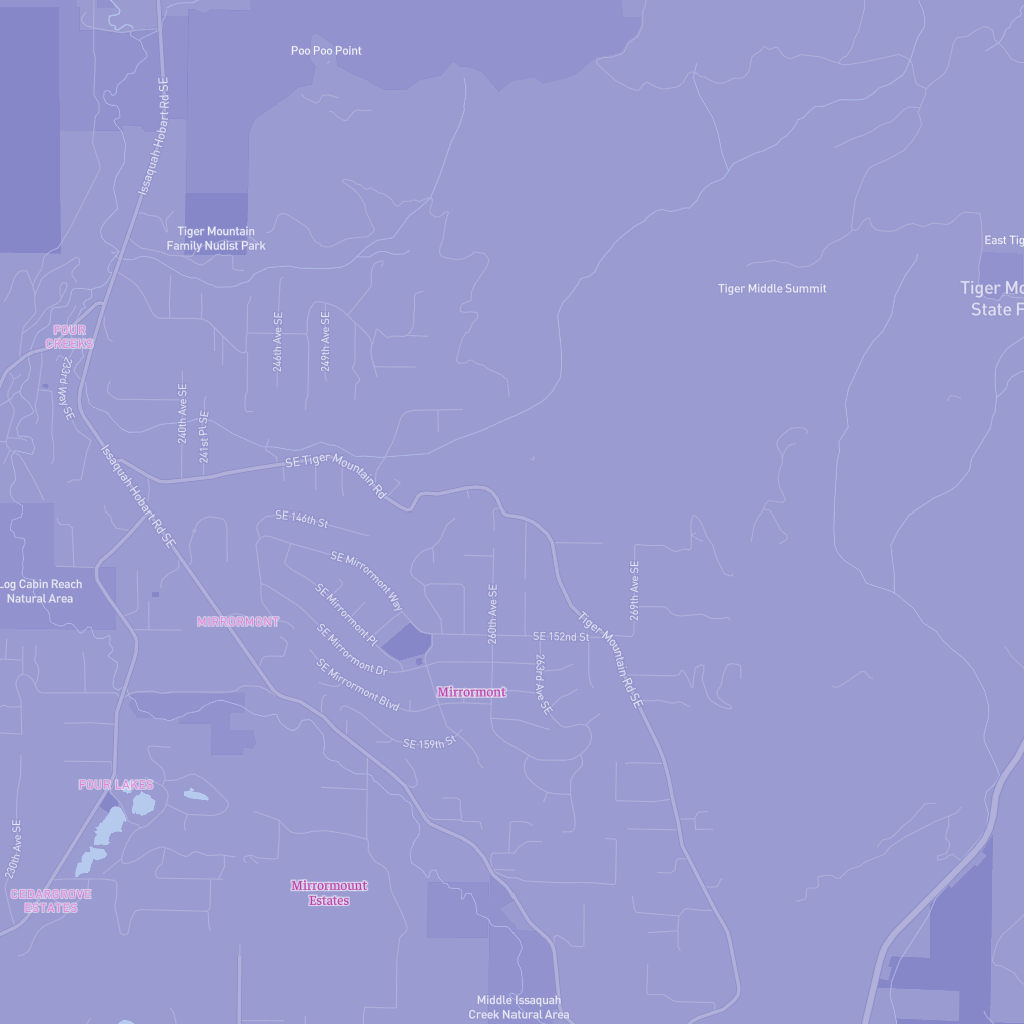 Poo Poo Point
Issaquah Hobart Rd SE
Tiger Mountain
Family Nudist Park
East Tig
Tiger Mo
State F
Tiger Middle Summit
FOUR
CREEKS
246th Ave SE
249th Ave SE
233rd Way SE
240th Ave SE
241st Pl SE
Issaquah Hobart Rd SE
SE Tiger Mountain Rd
SE 146th St
SE Mirrormont Way
Log Cabin Reach
Natural Area
SE Mirrormont Pl
260th Ave SE
269th Ave SE
MIRRORMONT
SE Mirrormont Dr
SE 152nd St
Tiger Mountain Rd SE
SE Mirrormont Blvd
263rd Ave SE
Mirrormont
SE 159th St
FOUR LAKES
230th Ave SE
CEDARGROVE
ESTATES
Mirrormount
Estates
Middle Issaquah
Creek Natural Area